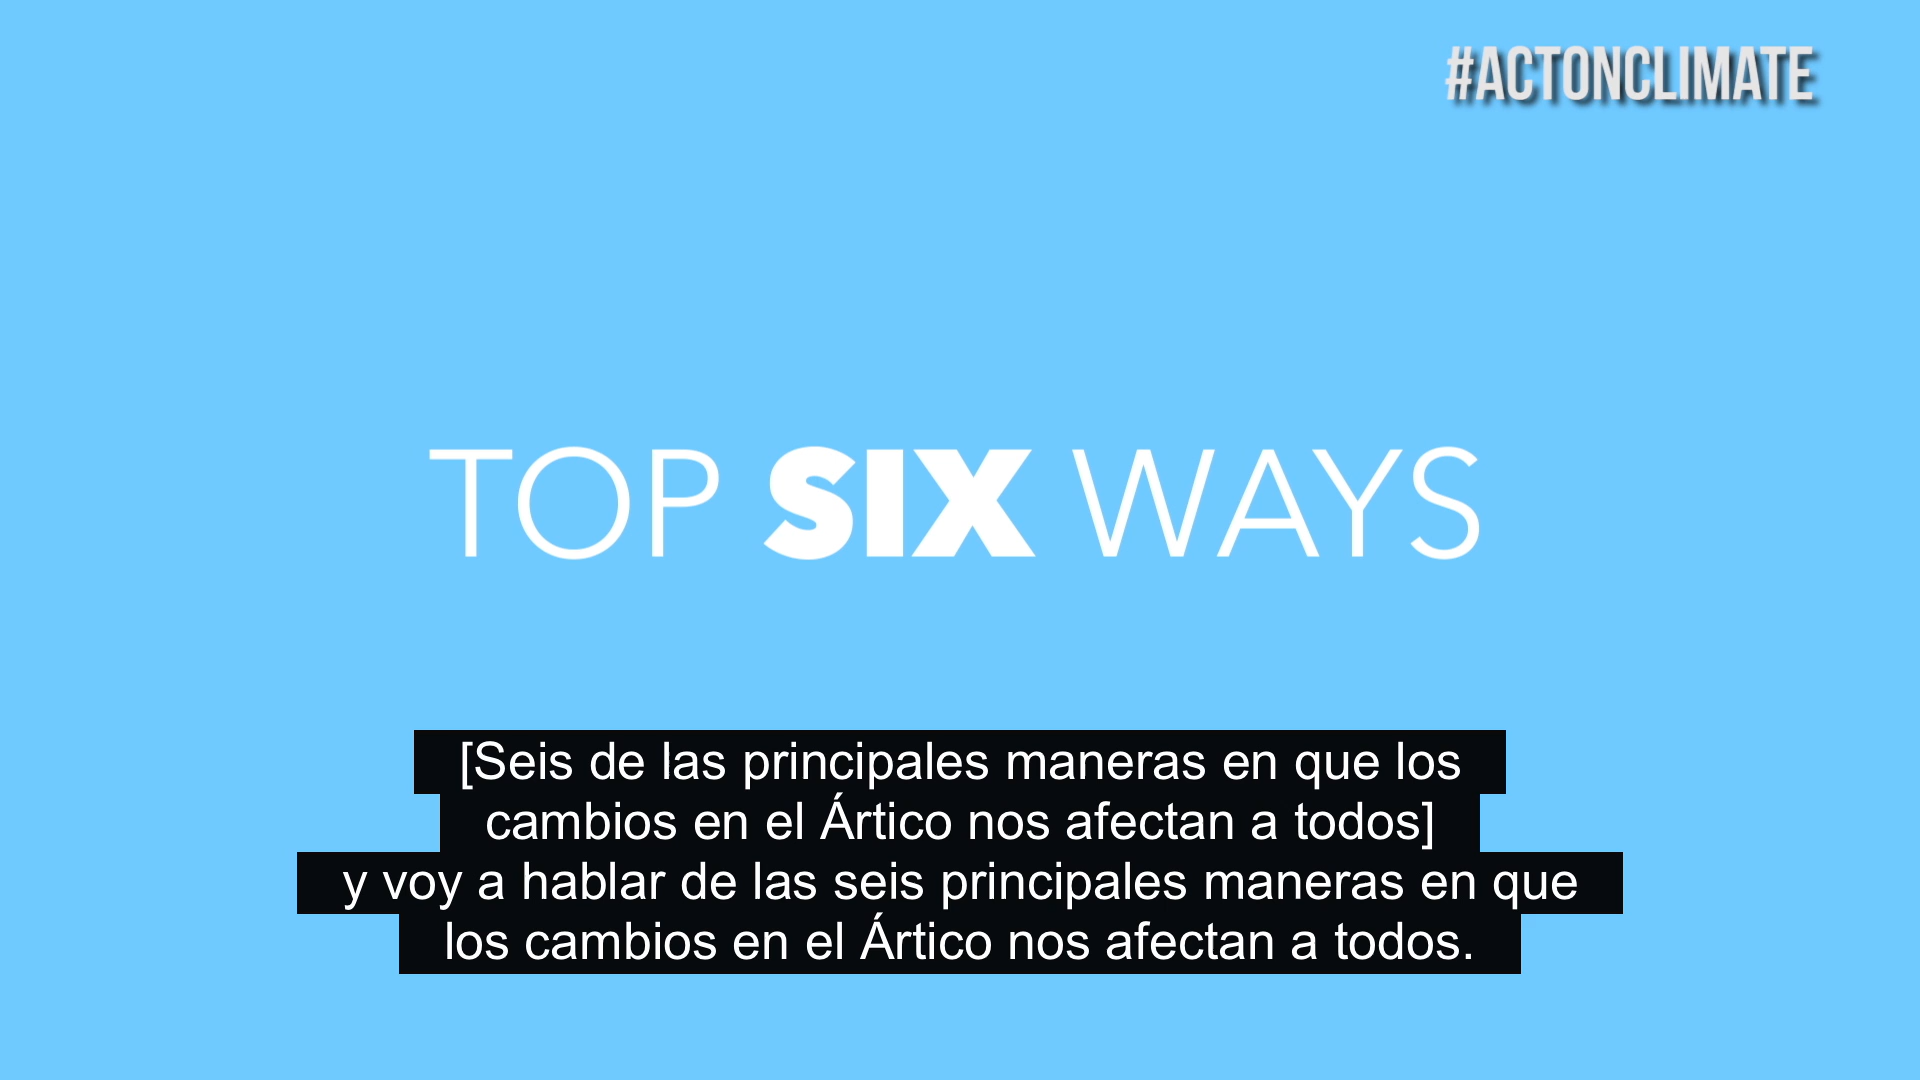 #ACTONCLIMATE
TOP SIX WAYS
[Seis de las principales maneras en que los
cambios en el Ártico nos afectan a todos]
y voy a hablar de las seis principales maneras en que
los cambios en el Ártico nos afectan a todos.